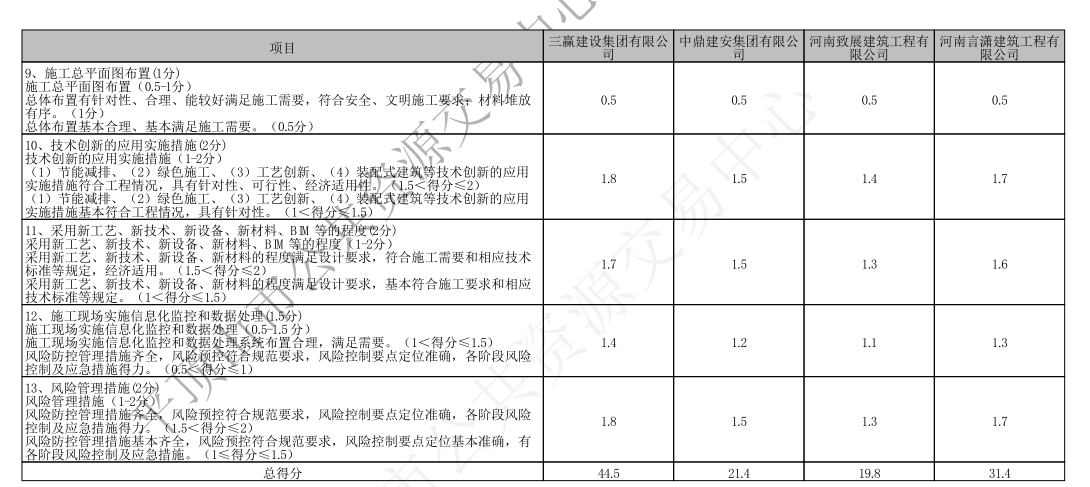 项目
三赢建设集团有限公
司
中鼎建安集团有限公
司
河南致展建筑工程有
限公司
河南言潇建筑工程有
限公司
9、施工总平面图布置(1分)
施工总平面图布置（0.5-1分）
总体布置有针对性、合理、能较好满足施工需要，符合安全、文明施工要求；材料堆放
有序。（1分）
总体布置基本合理、基本满足施工需要。（0.5分）
0.5
0.5
0.5
0.5
10、技术创新的应用实施措施(2分)
技术创新的应用实施措施（1-2分）
（1）节能减排、（2）绿色施工、（3）工艺创新、（4）装配式建筑等技术创新的应用
实施措施符合工程情况，具有针对性、可行性、经济适用性。（1.5＜得分≤2）
（1）节能减排、（2）绿色施工、（3）工艺创新、（4）装配式建筑等技术创新的应用
实施措施基本符合工程情况，具有针对性。（1＜得分≤1.5）
1.8
1.5
1.4
1.7
11、采用新工艺、新技术、新设备、新材料、BIM 等的程度(2分)
采用新工艺、新技术、新设备、新材料、BIM 等的程度（1-2分）
采用新工艺、新技术、新设备、新材料的程度满足设计要求，符合施工需要和相应技术
标准等规定，经济适用。（1.5＜得分≤2）
采用新工艺、新技术、新设备、新材料的程度满足设计要求，基本符合施工要求和相应
技术标准等规定。（1＜得分≤1.5）
1.7
1.5
1.3
1.6
12、施工现场实施信息化监控和数据处理(1.5分)
施工现场实施信息化监控和数据处理（0.5-1.5 分）
施工现场实施信息化监控和数据处理系统布置合理，满足需要。（1＜得分≤1.5）
风险防控管理措施齐全，风险预控符合规范要求，风险控制要点定位准确，各阶段风险
控制及应急措施得力。（0.5＜得分≤1）
1.4
1.2
1.1
1.3
13、风险管理措施(2分)
风险管理措施（1-2分）
风险防控管理措施齐全，风险预控符合规范要求，风险控制要点定位准确，各阶段风险
控制及应急措施得力。（1.5＜得分≤2）
风险防控管理措施基本齐全，风险预控符合规范要求，风险控制要点定位基本准确，有
各阶段风险控制及应急措施。（1≤得分≤1.5）
1.8
1.5
1.3
1.7
总得分
44.5
21.4
19.8
31.4
平顶山市公共资源交易中心
市公共资源交易中心